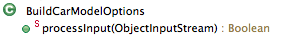 C BuildCarModelOptions
S processInput(ObjectInputStream) : Boolean